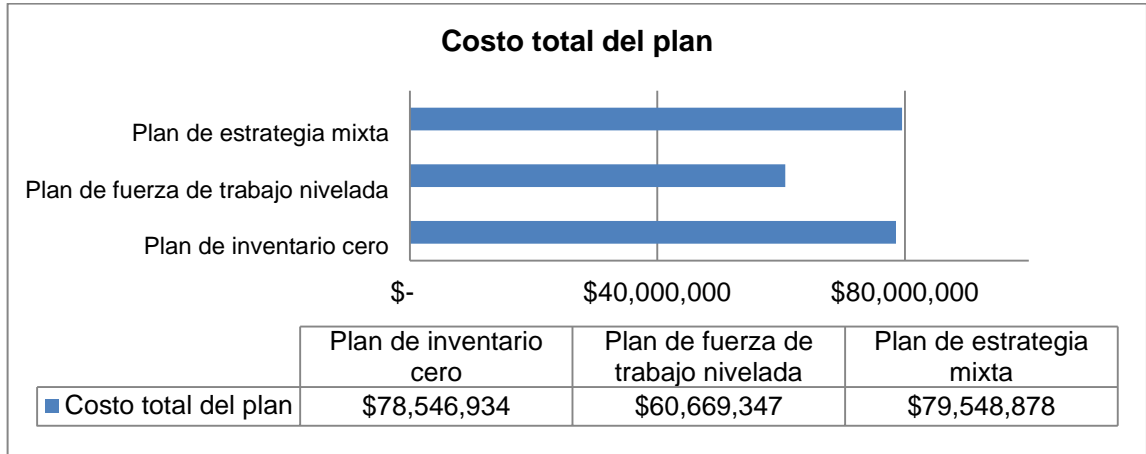 Costo total del plan
Plan de estrategia mixta
Plan de fuerza de trabajo nivelada
Plan de inventario cero
$- $40,000,000 $80,000,000
Plan de inventario cero
Plan de fuerza de trabajo nivelada
Plan de estrategia mixta
Costo total del plan $78,546,934 $60,669,347 $79,548,878